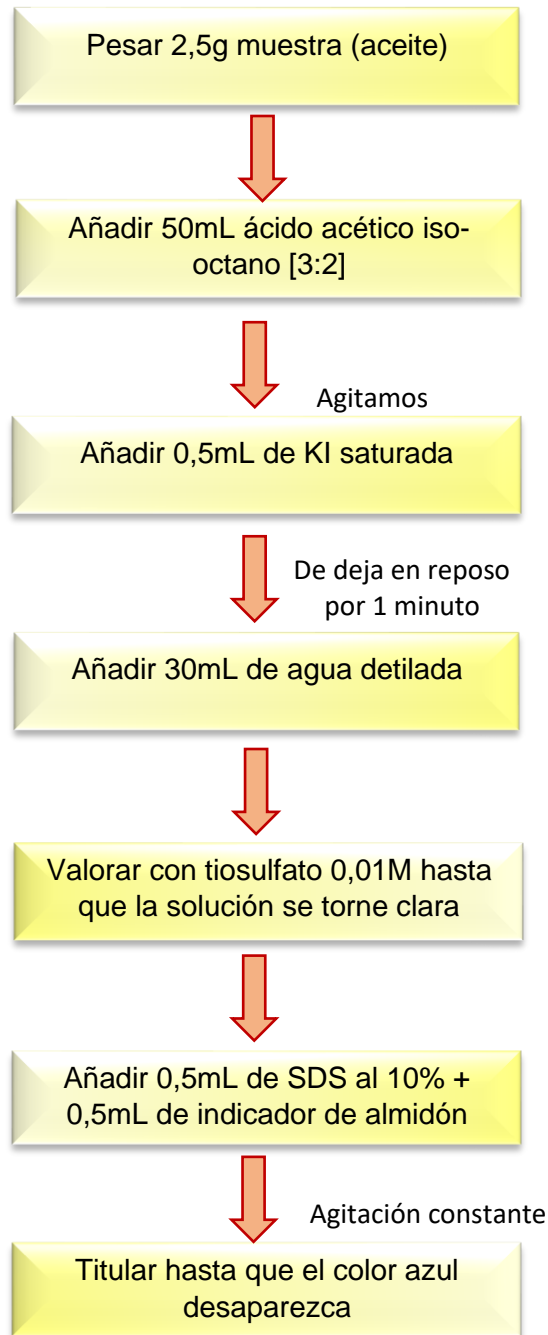 Pesar 2,5g muestra (aceite)
Añadir 50mL ácido acético iso-
octano [3:2]
Agitamos
Añadir 0,5mL de KI saturada
De deja en reposo
por 1 minuto
Añadir 30mL de agua detilada
Valorar con tiosulfato 0,01M hasta
que la solución se torne clara
Añadir 0,5mL de SDS al 10% +
0,5mL de indicador de almidón
Agitación constante
Titular hasta que el color azul
desaparezca